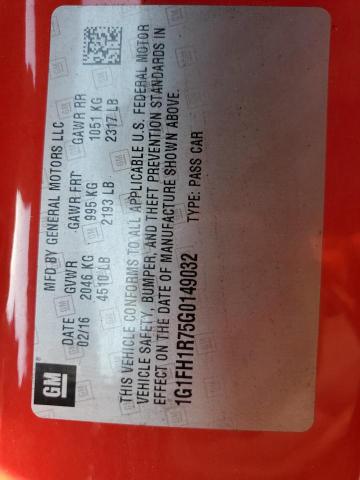 GM
MFD BY GENERAL MOTORS LLC
DATE GVWR GAWR FRT GAWR RR
02/16 2046 KG 995 KG 1051 KG
4510 LB 2193 LB 2317 LB
THIS VEHICLE CONFORMS TO ALL APPLICABLE U.S. FEDERAL MOTOR
VEHICLE SAFETY, BUMPER, AND THEFT PREVENTION STANDARDS IN
EFFECT ON THE DATE OF MANUFACTURE SHOWN ABOVE.
1G1FH1R75G0149032 TYPE: PASS CAR